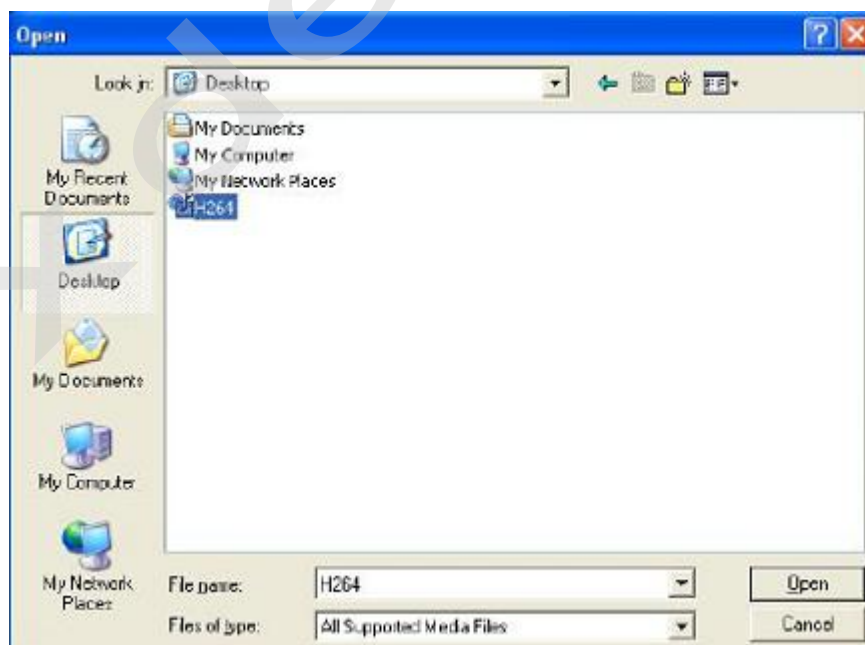 Open
Look in: Desktop
My Documents
My Computer
My Network Places
H264
My Recent
Documents
Desktop
My Documents
My Computer
My Network
Places
File name: H264
Open
Files of type: All Supported Media Files
Cancel